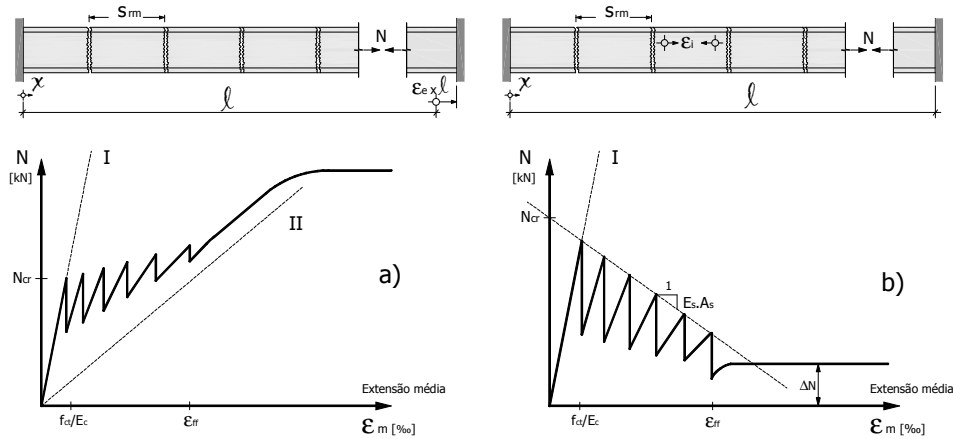 Srm
N
x
εe x ℓ
ℓ
N
[kN]
I
II
Ncr
a)
Extensão média
fct/Ec
εff
εm [‰]
Srm
εi
N
x
ℓ
N
[kN]
I
Ncr
1
Es.As
b)
ΔN
Extensão média
fct/Ec
εff
εm [‰]